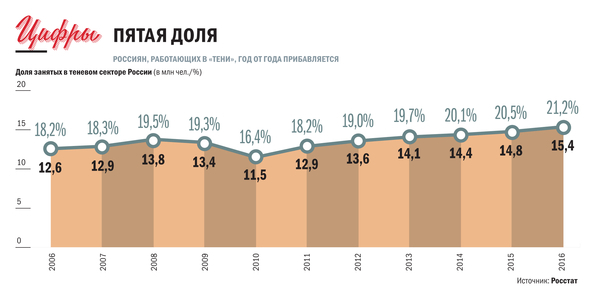 Цифры
ПЯТАЯ ДОЛЯ
РОССИЯН, РАБОТАЮЩИХ В «ТЕНИ», ГОД ОТ ГОДА ПРИБАВЛЯЕТСЯ
Доля занятых в теневом секторе России (в млн чел./%)
20
15
10
5
0
18,2% 18,3% 19,5% 19,3% 16,4% 18,2% 19,0% 19,7% 20,1% 20,5% 21,2%
12,6 12,9 13,8 13,4 11,5 12,9 13,6 14,1 14,4 14,8 15,4
2006 2007 2008 2009 2010 2011 2012 2013 2014 2015 2016
Источник: Росстат